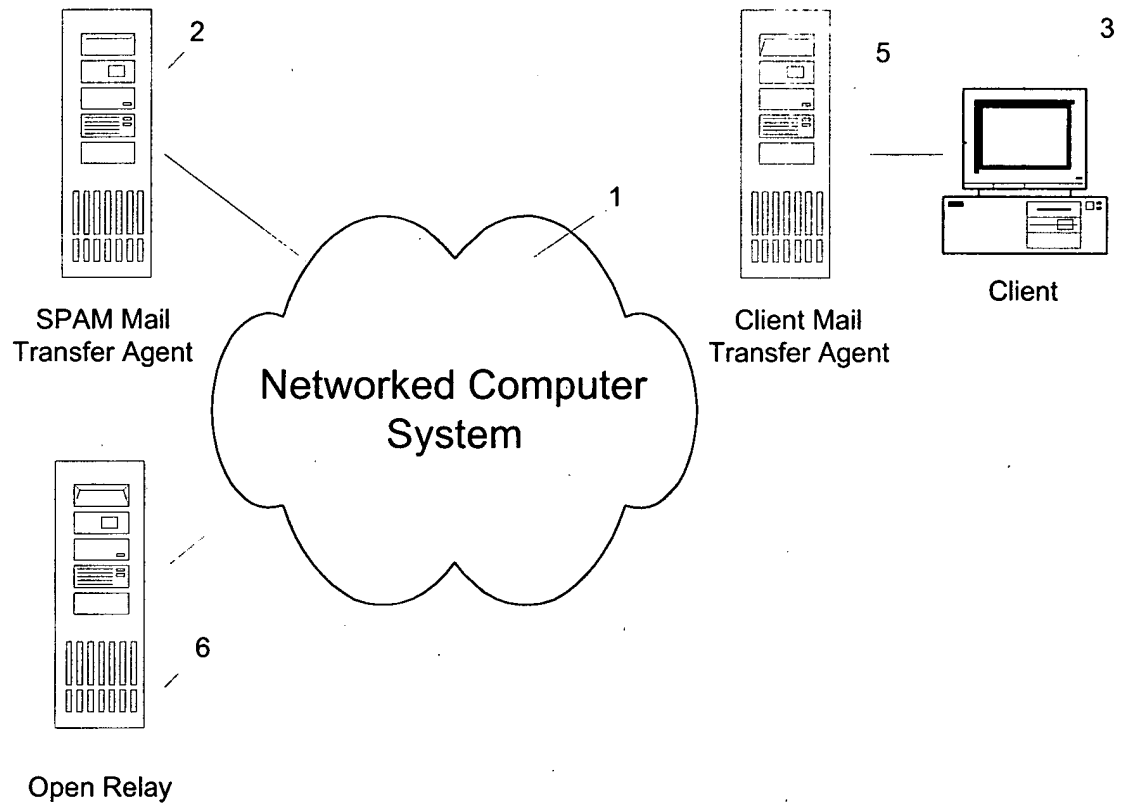 2
5
3
1
SPAM Mail
Transfer Agent
Client Mail
Transfer Agent
Client
Networked Computer
System
6
Open Relay